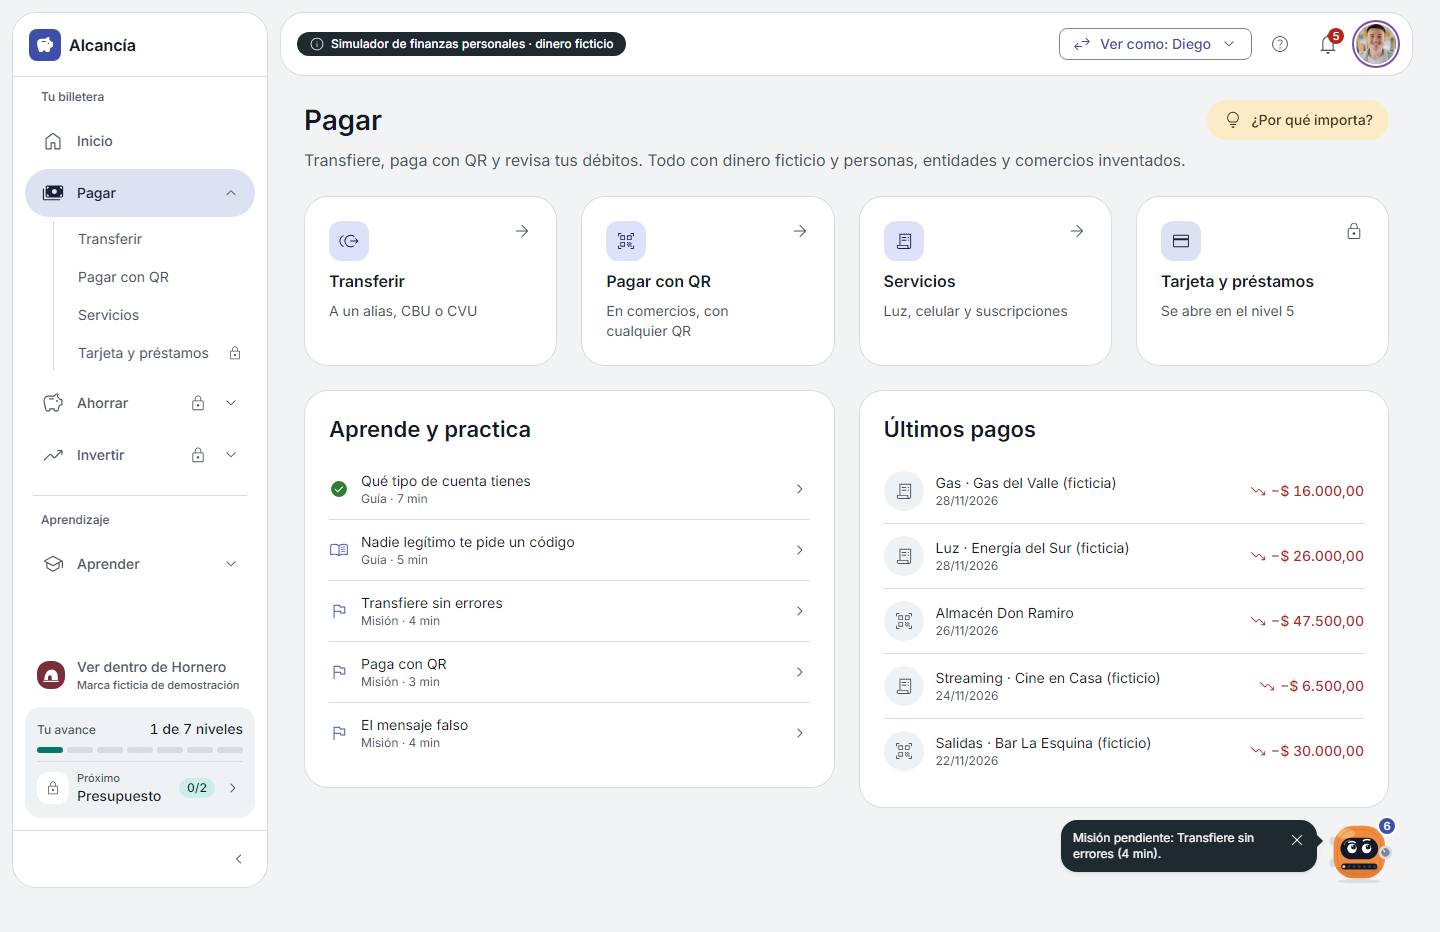 Alcancía
Tu billetera
Inicio
Pagar
Transferir
Pagar con QR
Servicios
Tarjeta y préstamos
Ahorrar
Invertir
Aprendizaje
Aprender
Ver dentro de Hornero
Marca ficticia de demostración
Tu avance 1 de 7 niveles
Próximo
Presupuesto 0/2
Simulador de finanzas personales · dinero ficticio
Ver como: Diego
5
Pagar
¿Por qué importa?
Transfiere, paga con QR y revisa tus débitos. Todo con dinero ficticio y personas, entidades y comercios inventados.
Transferir
A un alias, CBU o CVU
Pagar con QR
En comercios, con
cualquier QR
Servicios
Luz, celular y suscripciones
Tarjeta y préstamos
Se abre en el nivel 5
Aprende y practica
Qué tipo de cuenta tienes
Guía · 7 min
Nadie legítimo te pide un código
Guía · 5 min
Transfiere sin errores
Misión · 4 min
Paga con QR
Misión · 3 min
El mensaje falso
Misión · 4 min
Últimos pagos
Gas · Gas del Valle (ficticia)
28/11/2026
−$ 16.000,00
Luz · Energía del Sur (ficticia)
28/11/2026
−$ 26.000,00
Almacén Don Ramiro
26/11/2026
−$ 47.500,00
Streaming · Cine en Casa (ficticio)
24/11/2026
−$ 6.500,00
Salidas · Bar La Esquina (ficticio)
22/11/2026
−$ 30.000,00
Misión pendiente: Transfiere sin
errores (4 min).
6